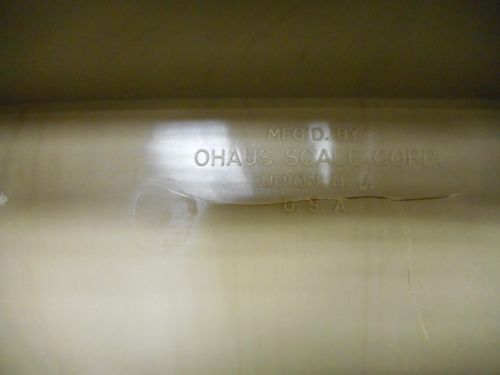 MFG'D. BY
OHAUS SCALE CORP.
UNION, N. J.
U. S. A.